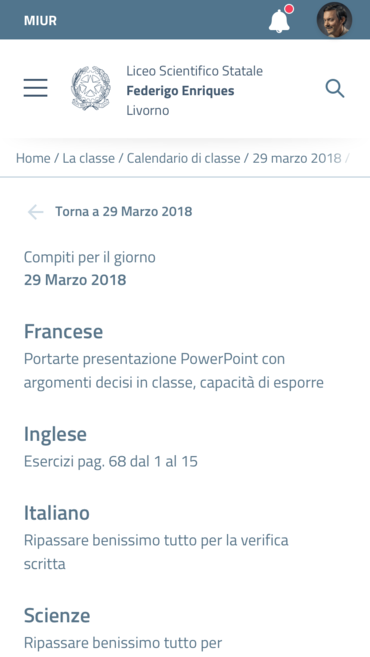 MIUR
Liceo Scientifico Statale
Federigo Enriques
Livorno
Home / La classe / Calendario di classe / 29 marzo 2018 /
Torna a 29 Marzo 2018
Compiti per il giorno
29 Marzo 2018
Francese
Portarte presentazione PowerPoint con
argomenti decisi in classe, capacità di esporre
Inglese
Esercizi pag. 68 dal 1 al 15
Italiano
Ripassare benissimo tutto per la verifica
scritta
Scienze
Ripassare benissimo tutto per